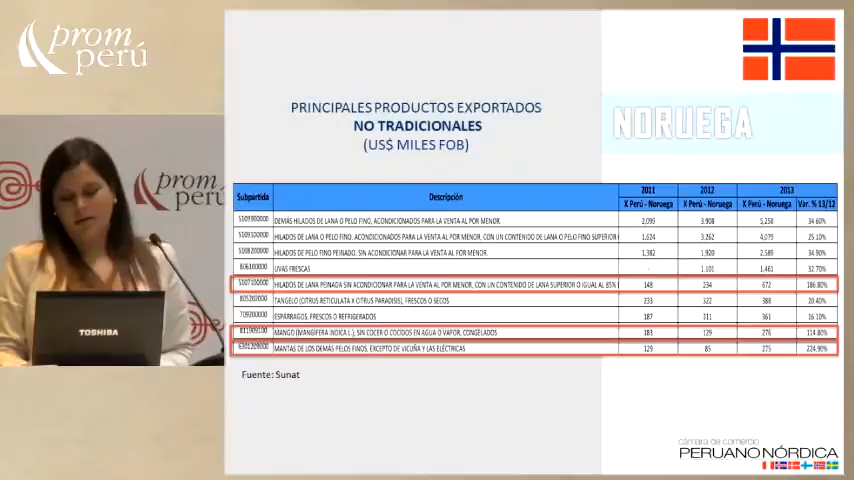 prom
perú
prom
perú
TOSHIBA
PRINCIPALES PRODUCTOS EXPORTADOS
NO TRADICIONALES
(US$ MILES FOB)
NORUEGA
Subpartida Descripción 2011 2012 2013
X Perú - Noruega X Perú - Noruega X Perú - Noruega Var. % 13/12
5109900000 DEMÁS HILADOS DE LANA O PELO FINO, ACONDICIONADOS PARA LA VENTA AL POR MENOR. 2,099 3.908 5,258 34.60%
5109100000 HILADOS DE LANA O PELO FINO, ACONDICIONADOS PARA LA VENTA AL POR MENOR, CON UN CONTENIDO DE LANA O PELO FINO SUPERIOR 1,624 3.262 4,079 25.10%
5108200000 HILADOS DE PELO FINO PEINADO, SIN ACONDICIONAR PARA LA VENTA AL POR MENOR. 1,382 1.920 2,589 34.90%
806100000 UVAS FRESCAS - 1.101 1,461 32.70%
5107100000 HILADOS DE LANA PEINADA SIN ACONDICIONAR PARA LA VENTA AL POR MENOR, CON UN CONTENIDO DE LANA SUPERIOR O IGUAL AL 85% 148 234 672 186.80%
805202000 TANGELO (CITRUS RETICULATA X CITRUS PARADISIS), FRESCOS O SECOS 233 322 388 20.40%
709200000 ESPÁRRAGOS, FRESCOS O REFRIGERADOS 187 311 361 16.10%
811909100 MANGO (MANGIFERA INDICA L.), SIN COCER O COCIDOS EN AGUA O VAPOR, CONGELADOS 183 129 276 114.80%
6301209000 MANTAS DE LOS DEMÁS PELOS FINOS, EXCEPTO DE VICUÑA Y LAS ELÉCTRICAS 129 85 275 224.90%
Fuente: Sunat
cámara de comercio
PERUANO NÓRDICA